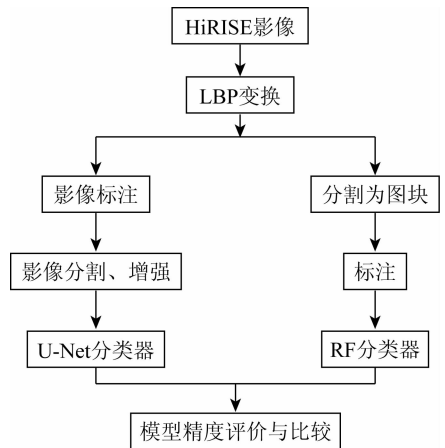 HiRISE影像
LBP变换
影像标注
分割为图块
影像分割、增强
标注
U-Net分类器
RF分类器
模型精度评价与比较